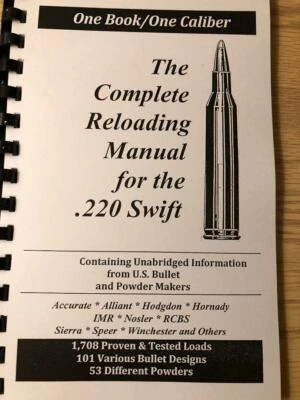 One Book/One Caliber
The
Complete
Reloading
Manual
for the
.220 Swift
Containing Unabridged Information
from U.S. Bullet
and Powder Makers
Accurate * Alliant * Hodgdon * Hornady
IMR * Nosler * RCBS
Sierra * Speer * Winchester and Others
1,708 Proven & Tested Loads
101 Various Bullet Designs
53 Different Powders